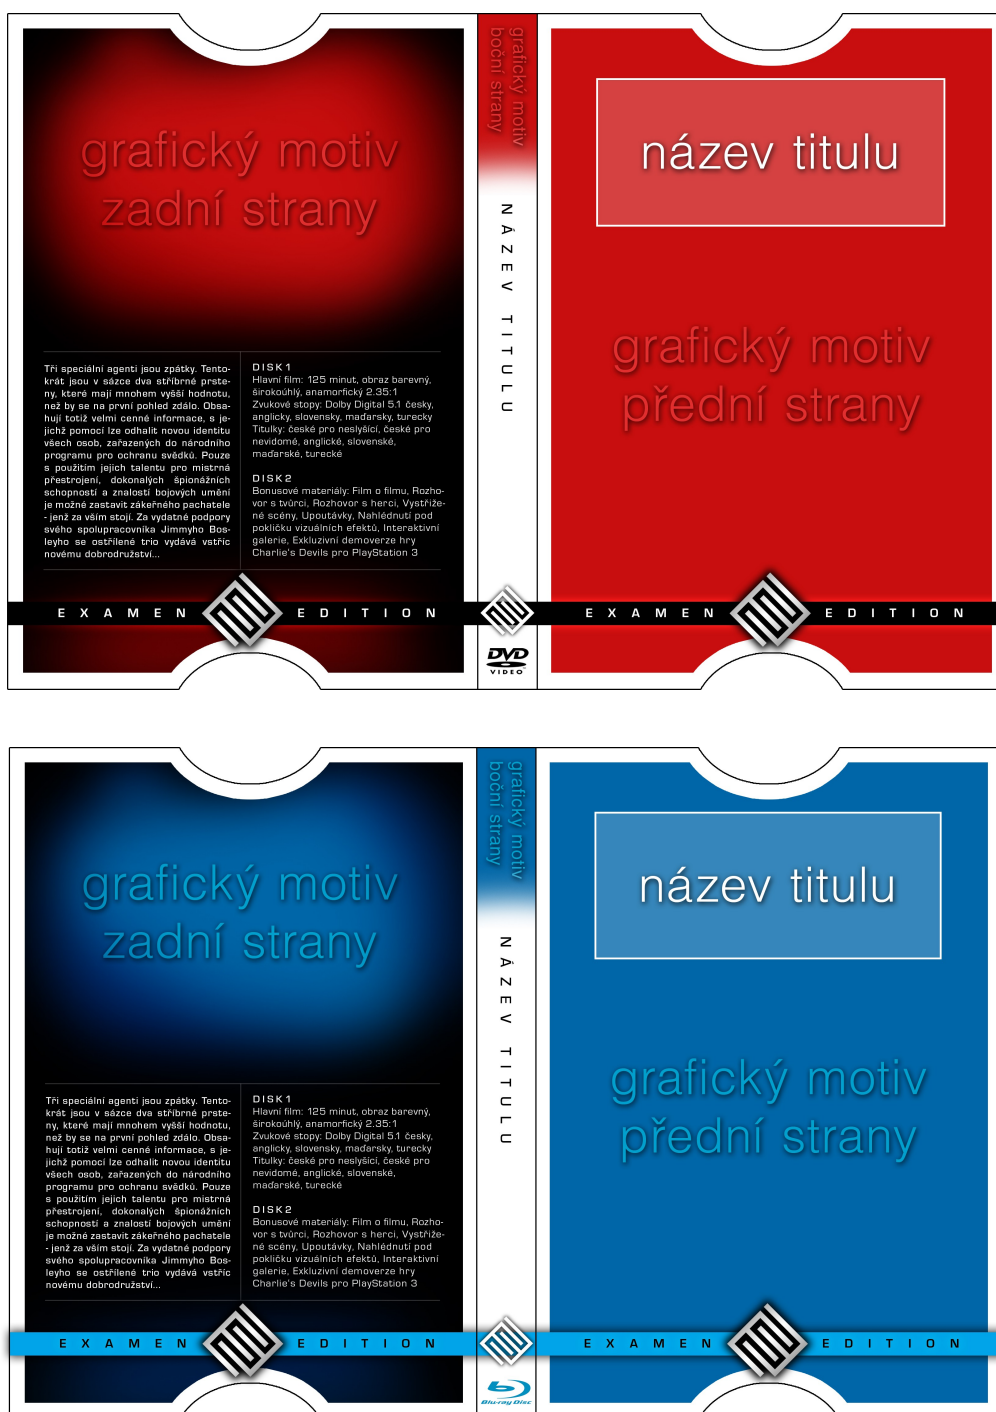 grafický motiv
zadní strany
Tři speciální agenti jsou zpátky. Tento-
krát jsou v sázce dva stříbrné prste-
ny, které mají mnohem vyšší hodnotu,
než by se na první pohled zdálo. Obsa-
hují totiž velmi cenné informace, s je-
jichž pomocí lze odhalit novou identitu
všech osob, zařazených do národního
programu pro ochranu svědků. Pouze
s použitím jejich talentu pro mistrná
přestrojení, dokonalých špionážních
schopností a znalostí bojových umění
je možné zastavit zákeřného pachatele
- jenž za vším stojí. Za vydatné podpory
svého spolupracovníka Jimmyho Bos-
leyho se ostřílené trio vydává vstříc
novému dobrodružství...
DISK 1
Hlavní film: 125 minut, obraz barevný,
širokoúhlý, anamorfický 2.35:1
Zvukové stopy: Dolby Digital 5.1 česky,
anglicky, slovensky, maďarsky, turecky
Titulky: české pro neslyšící, české pro
nevidomé, anglické, slovenské,
maďarské, turecké
DISK 2
Bonusové materiály: Film o filmu, Rozho-
vor s tvůrci, Rozhovor s herci, Vystřiže-
né scény, Upoutávky, Nahlédnutí pod
pokličku vizuálních efektů, Interaktivní
galerie, Exkluzivní demoverze hry
Charlie's Devils pro PlayStation 3
EXAMEN EDITION
grafický motiv
boční strany
NÁZEV TITULU
DVD
VIDEO
název titulu
grafický motiv
přední strany
EXAMEN EDITION
grafický motiv
zadní strany
Tři speciální agenti jsou zpátky. Tento-
krát jsou v sázce dva stříbrné prste-
ny, které mají mnohem vyšší hodnotu,
než by se na první pohled zdálo. Obsa-
hují totiž velmi cenné informace, s je-
jichž pomocí lze odhalit novou identitu
všech osob, zařazených do národního
programu pro ochranu svědků. Pouze
s použitím jejich talentu pro mistrná
přestrojení, dokonalých špionážních
schopností a znalostí bojových umění
je možné zastavit zákeřného pachatele
- jenž za vším stojí. Za vydatné podpory
svého spolupracovníka Jimmyho Bos-
leyho se ostřílené trio vydává vstříc
novému dobrodružství...
DISK 1
Hlavní film: 125 minut, obraz barevný,
širokoúhlý, anamorfický 2.35:1
Zvukové stopy: Dolby Digital 5.1 česky,
anglicky, slovensky, maďarsky, turecky
Titulky: české pro neslyšící, české pro
nevidomé, anglické, slovenské,
maďarské, turecké
DISK 2
Bonusové materiály: Film o filmu, Rozho-
vor s tvůrci, Rozhovor s herci, Vystřiže-
né scény, Upoutávky, Nahlédnutí pod
pokličku vizuálních efektů, Interaktivní
galerie, Exkluzivní demoverze hry
Charlie's Devils pro PlayStation 3
EXAMEN EDITION
grafický motiv
boční strany
NÁZEV TITULU
Blu-ray Disc
název titulu
grafický motiv
přední strany
EXAMEN EDITION